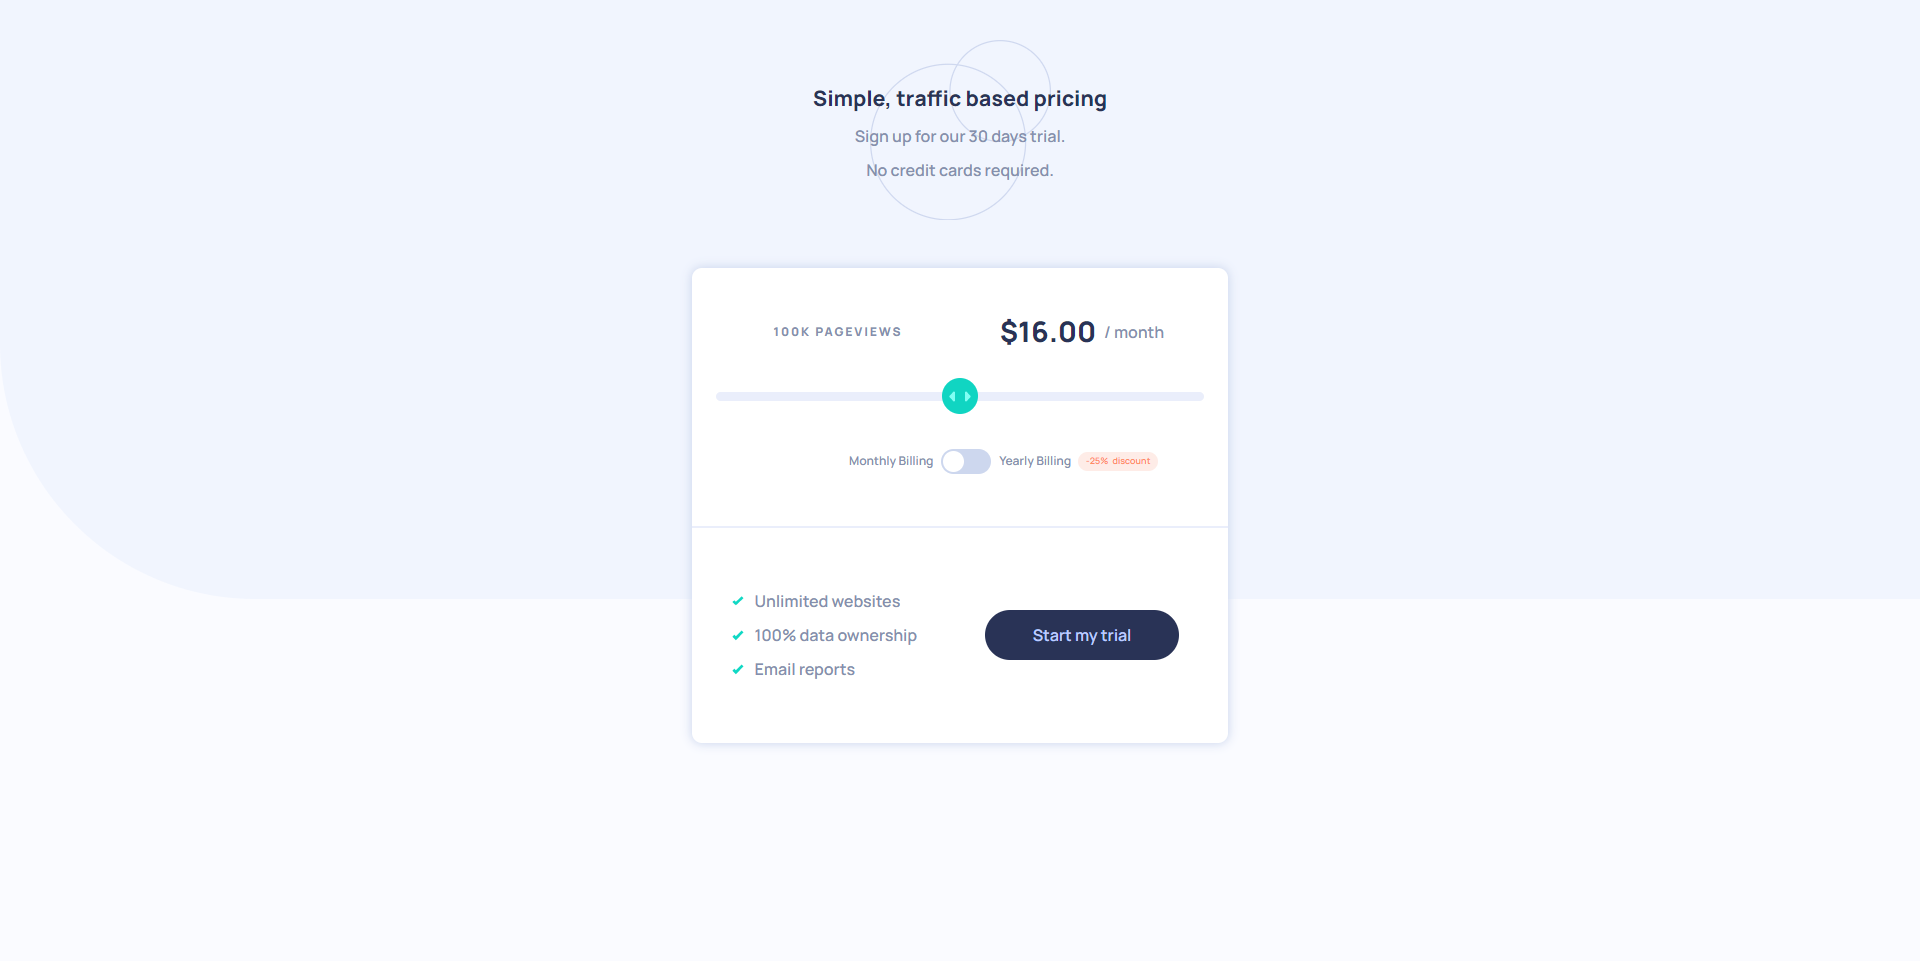 Simple, traffic based pricing
Sign up for our 30 days trial.
No credit cards required.
100K PAGEVIEWS
$16.00 / month
Monthly Billing
Yearly Billing
-25% discount
Unlimited websites
100% data ownership
Email reports
Start my trial